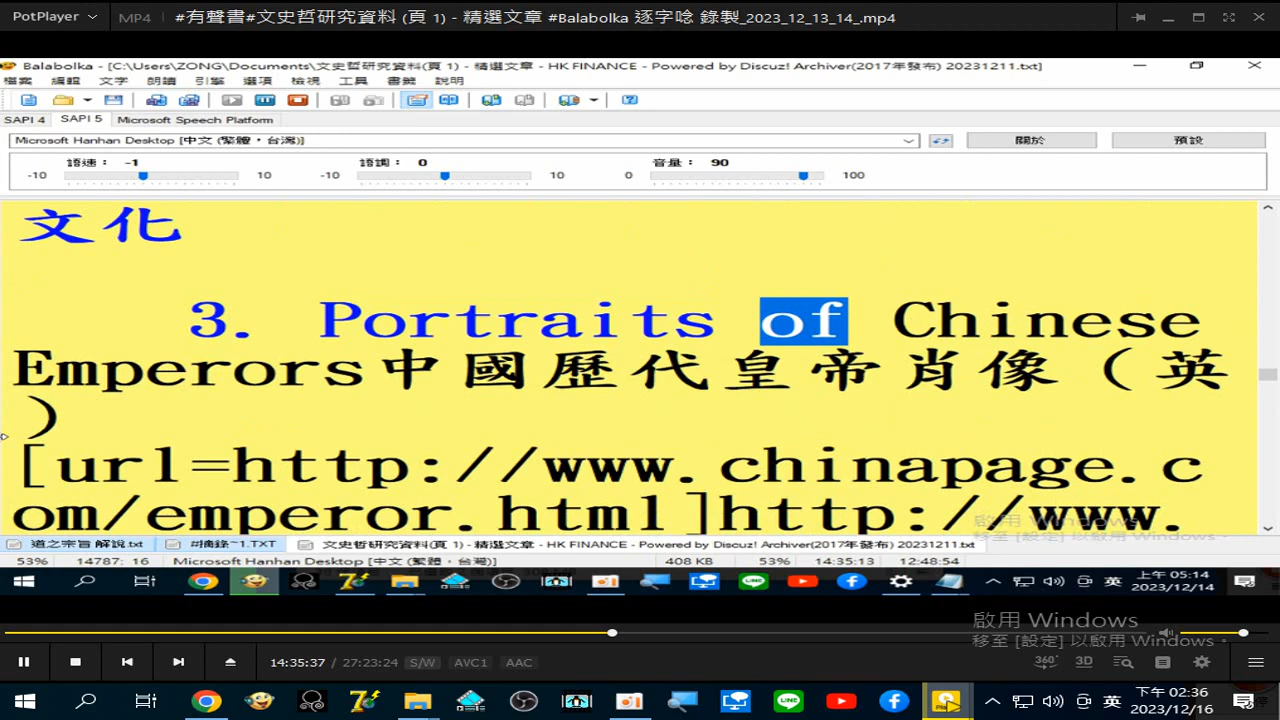 PotPlayer MP4 #有聲書#文史哲研究資料 (頁 1) - 精選文章 #Balabolka 逐字唸 錄製_2023_12_13_14_.mp4
Balabolka - [C:\Users\ZONG\Documents\文史哲研究資料(頁 1) - 精選文章 - HK FINANCE - Powered by Discuz! Archiver(2017年發布) 20231211.txt]
檔案 編輯 文字 朗讀 引擎 選項 檢視 工具 書籤 說明
SAPI 4 SAPI 5 Microsoft Speech Platform
Microsoft Hanhan Desktop [中文 (繁體，台灣)] 關於 預設
語速： -1 語調： 0 音量： 90
-10 10 -10 10 0 100
文化
3. Portraits of Chinese
Emperors中國歷代皇帝肖像（英
）
[url=http://www.chinapage.c
om/emperor.html]http://www.
啟用 Windows
移至 [設定] 以啟用 Windows。
道之宗旨 解說.txt #摘錄~1.TXT 文史哲研究資料(頁 1) - 精選文章 - HK FINANCE - Powered by Discuz! Archiver(2017年發布) 20231211.txt
53% 14787: 16 Microsoft Hanhan Desktop [中文 (繁體，台灣)] 408 KB 53% 14:35:13 12:48:54
英 上午 05:14
2023/12/14
啟用 Windows
移至 [設定] 以啟用 Windows。
14:35:37 / 27:23:24 S/W AVC1 AAC 360° 3D
英 下午 02:36
2023/12/16